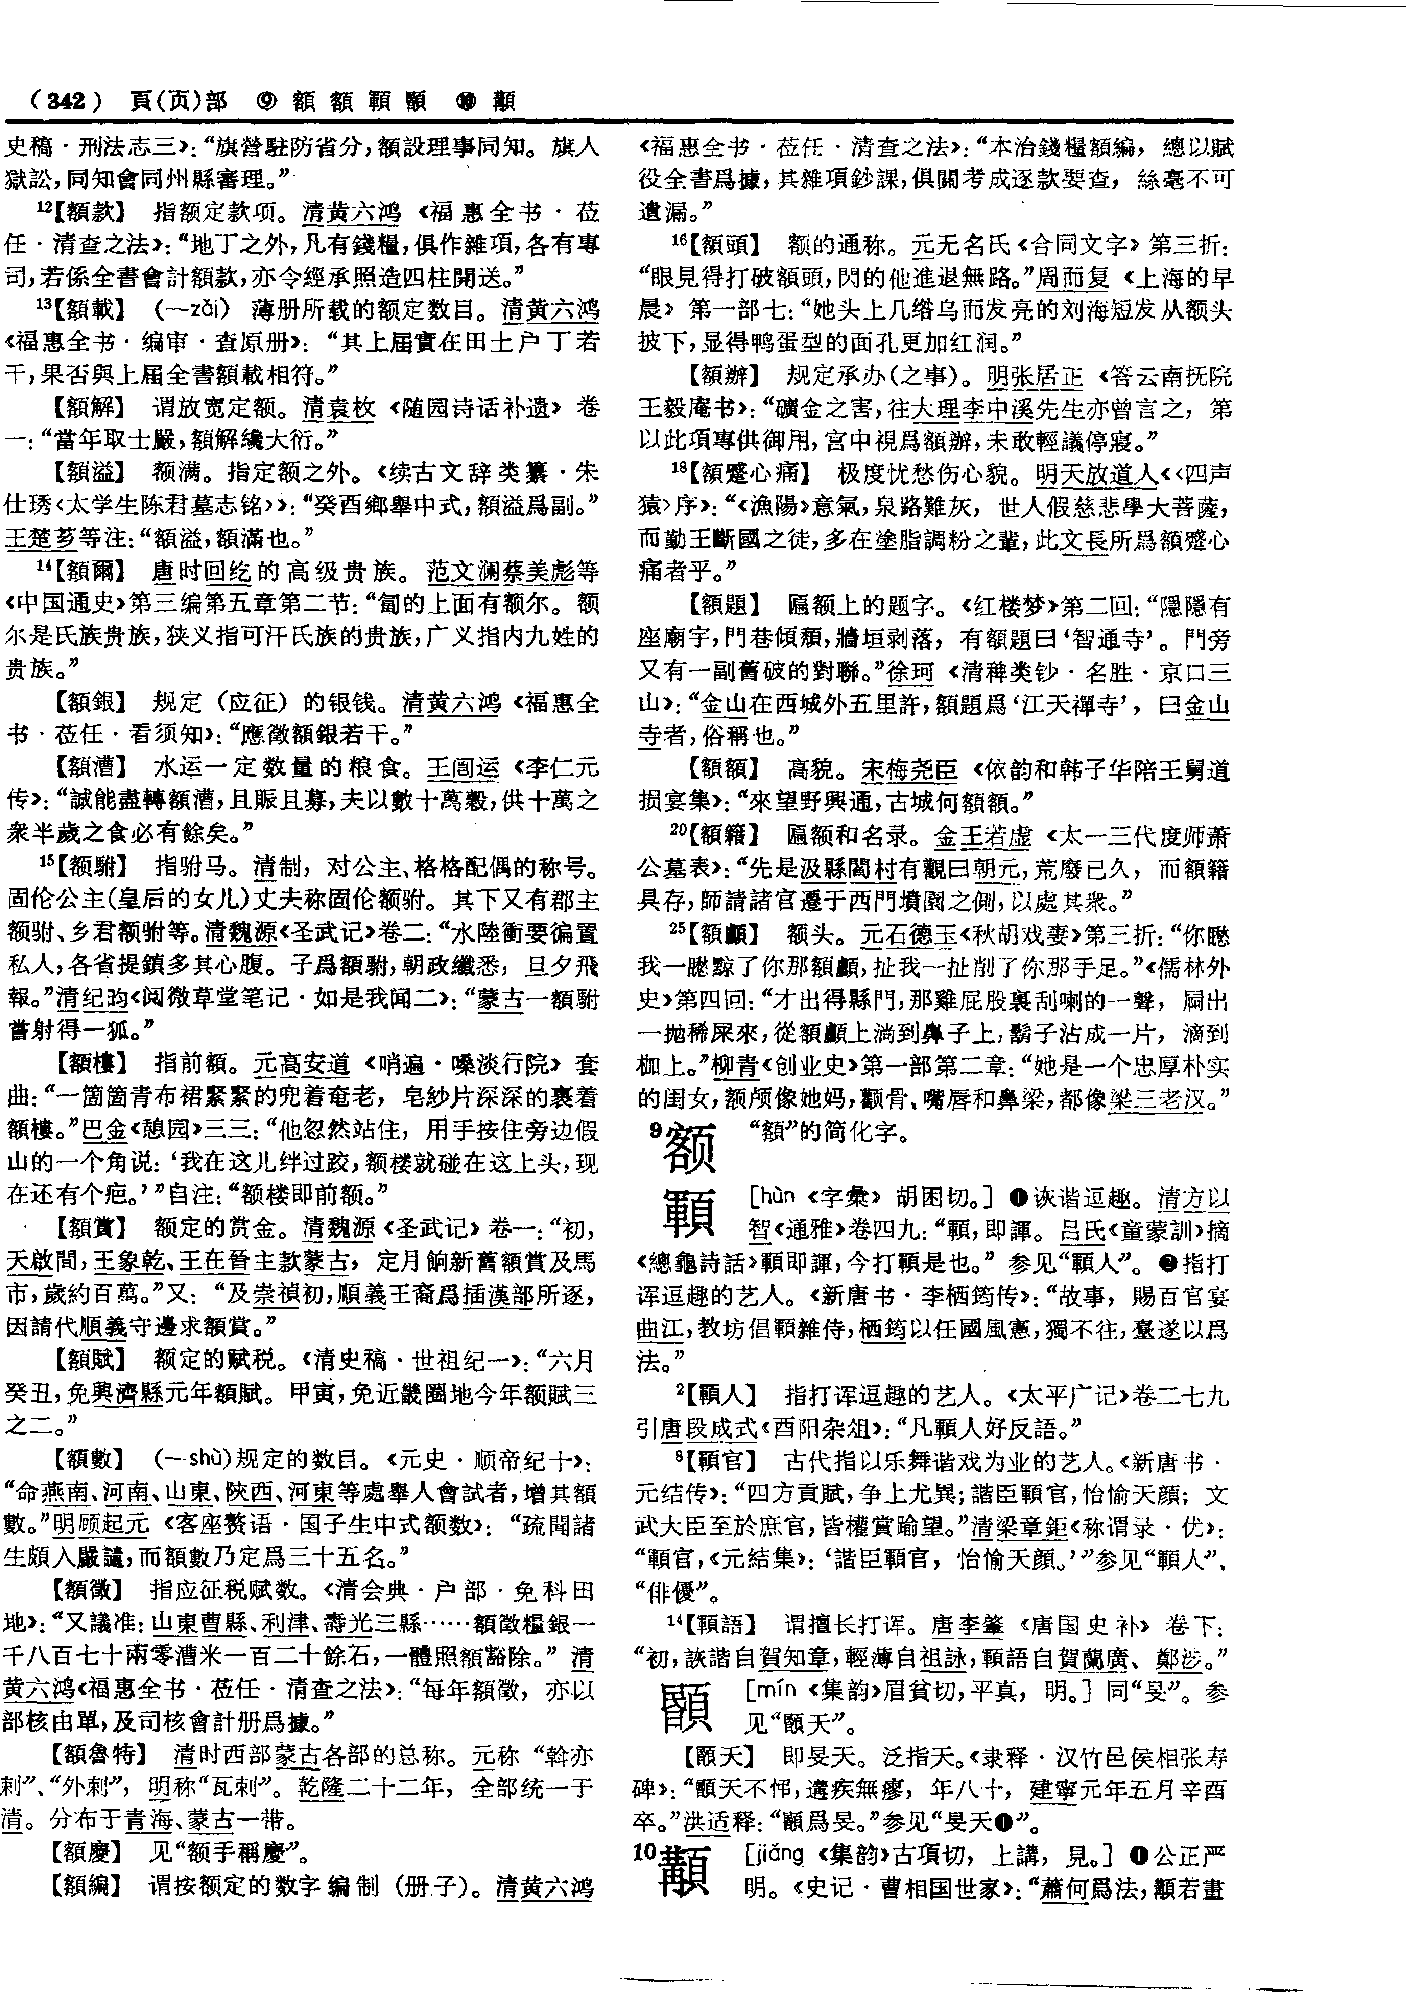 (342) 頁(页)部 ⑨ 額 额 顐 顝 ⑩ 顜
史稿·刑法志三》：“旗營駐防省分，額設理事同知。旗人
獄訟，同知會同州縣審理。”
12【額款】 指额定款项。清黄六鸿《福惠全书·莅
任·清查之法》：“地丁之外，凡有錢糧，俱作雜項，各有專
司，若係全書會計額款，亦令經承照造四柱開送。”
13【額載】 （—zǎi） 薄册所载的额定数目。清黄六鸿
《福惠全书·编审·查原册》：“其上屆實在田土户丁若
干，果否與上屆全書額載相符。”
【額解】 谓放宽定额。清袁枚《随园诗话补遗》卷
一：“當年取士嚴，額解纔大衍。”
【額溢】 额满。指定额之外。《续古文辞类纂·朱
仕琇〈太学生陈君墓志铭〉》：“癸酉鄉舉中式，額溢爲副。”
王楚芗等注：“額溢，額滿也。”
14【額爾】 唐时回纥的高级贵族。范文澜蔡美彪等
《中国通史》第三编第五章第二节：“匐的上面有额尔。额
尔是氏族贵族，狭义指可汗氏族的贵族，广义指内九姓的
贵族。”
【額銀】 规定（应征）的银钱。清黄六鸿《福惠全
书·莅任·看须知》：“應徵額銀若干。”
【額漕】 水运一定数量的粮食。王闿运《李仁元
传》：“誠能盡轉額漕，且賑且募，夫以數十萬穀，供十萬之
衆半歲之食必有餘矣。”
15【额駙】 指驸马。清制，对公主、格格配偶的称号。
固伦公主(皇后的女儿)丈夫称固伦额驸。其下又有郡主
额驸、乡君额驸等。清魏源《圣武记》卷二：“水陸衝要徧置
私人，各省提鎮多其心腹。子爲額駙，朝政纖悉，旦夕飛
報。”清纪昀《阅微草堂笔记·如是我闻二》：“蒙古一額駙
嘗射得一狐。”
【額樓】 指前額。元高安道《哨遍·嗓淡行院》套
曲：“一箇箇青布裙緊緊的兜着奄老，皂紗片深深的裹着
額樓。”巴金《憩园》三三：“他忽然站住，用手按住旁边假
山的一个角说：‘我在这儿绊过跤，额楼就碰在这上头，现
在还有个疤。’”自注：“额楼即前额。”
【額賞】 额定的赏金。清魏源《圣武记》卷一：“初，
天啟間，王象乾、王在晉主款蒙古，定月餉新舊額賞及馬
市，歲約百萬。”又：“及崇禎初，順義王裔爲插漢部所逐，
因請代順義守邊求額賞。”
【額賦】 额定的赋税。《清史稿·世祖纪一》：“六月
癸丑，免興濟縣元年額賦。甲寅，免近畿圈地今年额賦三
之二。”
【額數】 （—shù）规定的数目。《元史·顺帝纪十》：
“命燕南、河南、山東、陝西、河東等處舉人會試者，增其額
數。”明顾起元《客座赘语·国子生中式额数》：“疏聞諸
生頗入嚴譴，而額數乃定爲三十五名。”
【額徵】 指应征税赋数。《清会典·户部·免科田
地》：“又議准：山東曹縣、利津、壽光三縣……額徵糧銀一
千八百七十兩零漕米一百二十餘石，一體照額豁除。”清
黄六鸿《福惠全书·莅任·清查之法》：“每年額徵，亦以
部核由單，及司核會計册爲據。”
【額魯特】 清时西部蒙古各部的总称。元称“斡亦
剌”、“外剌”，明称“瓦剌”。乾隆二十二年，全部统一于
清。分布于青海、蒙古一带。
【額慶】 见“额手稱慶”。
【額編】 谓按额定的数字编制（册子）。清黄六鸿
《福惠全书·莅任·清查之法》：“本治錢糧額編，總以賦
役全書爲據，其雜項鈔課，俱關考成逐款要查，絲毫不可
遺漏。”
16【額頭】 额的通称。元无名氏《合同文字》第三折：
“眼見得打破額頭，閃的他進退無路。”周而复《上海的早
晨》第一部七：“她头上几绺乌而发亮的刘海短发从额头
披下，显得鸭蛋型的面孔更加红润。”
【額辦】 规定承办(之事)。明张居正《答云南抚院
王毅庵书》：“礦金之害，往大理李中溪先生亦曾言之，第
以此項專供御用，宫中視爲額辦，未敢輕議停寢。”
18【額蹙心痛】 极度忧愁伤心貌。明天放道人《〈四声
猿〉序》：“《漁陽》意氣，泉路難灰，世人假慈悲學大菩薩，
而勤王斷國之徒，多在塗脂調粉之輩，此文長所爲額蹙心
痛者乎。”
【額題】 匾额上的题字。《红楼梦》第二回：“隱隱有
座廟宇，門巷傾頽，牆垣剥落，有額題曰‘智通寺’。門旁
又有一副舊破的對聯。”徐珂《清稗类钞·名胜·京口三
山》：“金山在西城外五里許，額題爲‘江天禪寺’，曰金山
寺者，俗稱也。”
【額額】 高貌。宋梅尧臣《依韵和韩子华陪王舅道
损宴集》：“來望野興通，古城何額額。”
20【額籍】 匾额和名录。金王若虚《太一三代度师萧
公墓表》：“先是汲縣閻村有觀曰朝元，荒廢已久，而額籍
具存，師請諸官遷于西門墳園之側，以處其衆。”
25【額顱】 额头。元石德玉《秋胡戏妻》第三折：“你瞅
我一瞅黥了你那額顱，扯我一扯削了你那手足。”《儒林外
史》第四回：“才出得縣門，那雞屁股裏刮喇的一聲，屙出
一抛稀屎來，從額顱上淌到鼻子上，鬍子沾成一片，滴到
枷上。”柳青《创业史》第一部第二章：“她是一个忠厚朴实
的闺女，额颅像她妈，颧骨、嘴唇和鼻梁，都像梁三老汉。”
9额 “額”的简化字。
顐 [hùn《字彙》胡困切。] ❶诙谐逗趣。清方以
智《通雅》卷四九：“顐，即諢。吕氏《童蒙訓》摘
《總龜詩話》顐即諢，今打顐是也。”参见“顐人”。❷指打
诨逗趣的艺人。《新唐书·李栖筠传》：“故事，賜百官宴
曲江，教坊倡顐雜侍，栖筠以任國風憲，獨不往，臺遂以爲
法。”
2【顐人】 指打诨逗趣的艺人。《太平广记》卷二七九
引唐段成式《酉阳杂俎》：“凡顐人好反語。”
8【顐官】 古代指以乐舞谐戏为业的艺人。《新唐书·
元结传》：“四方貢賦，争上尤異；諧臣顐官，怡愉天顔；文
武大臣至於庶官，皆權賞踰望。”清梁章鉅《称谓录·优》：
“顐官，《元結集》：‘諧臣顐官，怡愉天颜。’”参见“顐人”、
“俳優”。
14【顐語】 谓擅长打诨。唐李肇《唐国史补》卷下：
“初，詼諧自賀知章，輕薄自祖詠，顐語自賀蘭廣、鄭涉。”
顝 [mín《集韵》眉貧切，平真，明。] 同“旻”。参
见“顝天”。
【顝天】 即旻天。泛指天。《隶释·汉竹邑侯相张寿
碑》：“顝天不悑，遘疾無瘳，年八十，建寧元年五月辛酉
卒。”洪适释：“顝爲旻。”参见“旻天❶”。
10顜 [jiǎng《集韵》古項切，上講，見。] ❶公正严
明。《史记·曹相国世家》：“蕭何爲法，顜若畫